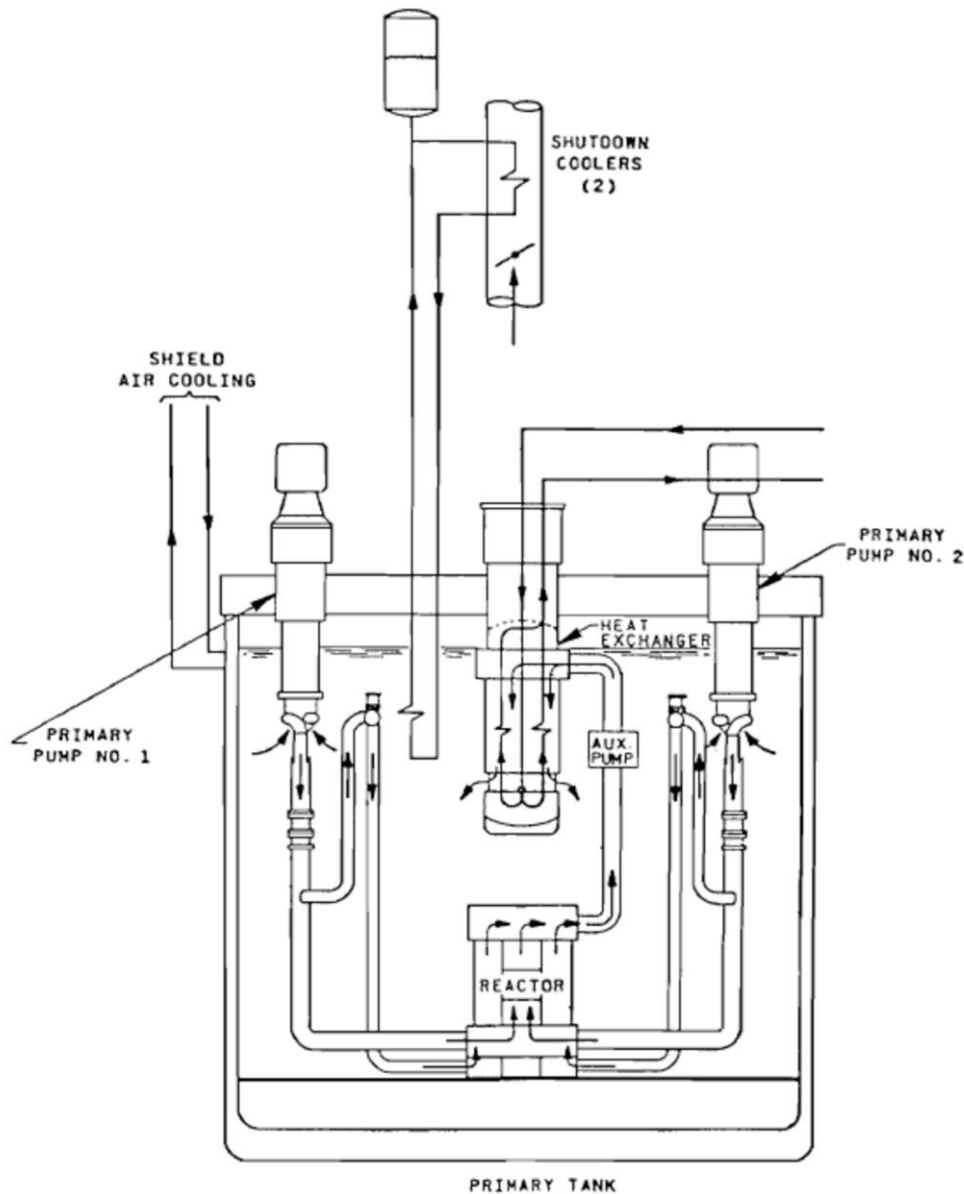 SHUTDOWN
COOLERS
(2)
SHIELD
AIR COOLING
PRIMARY
PUMP NO. 2
HEAT
EXCHANGER
PRIMARY
PUMP NO. 1
AUX.
PUMP
REACTOR
PRIMARY TANK